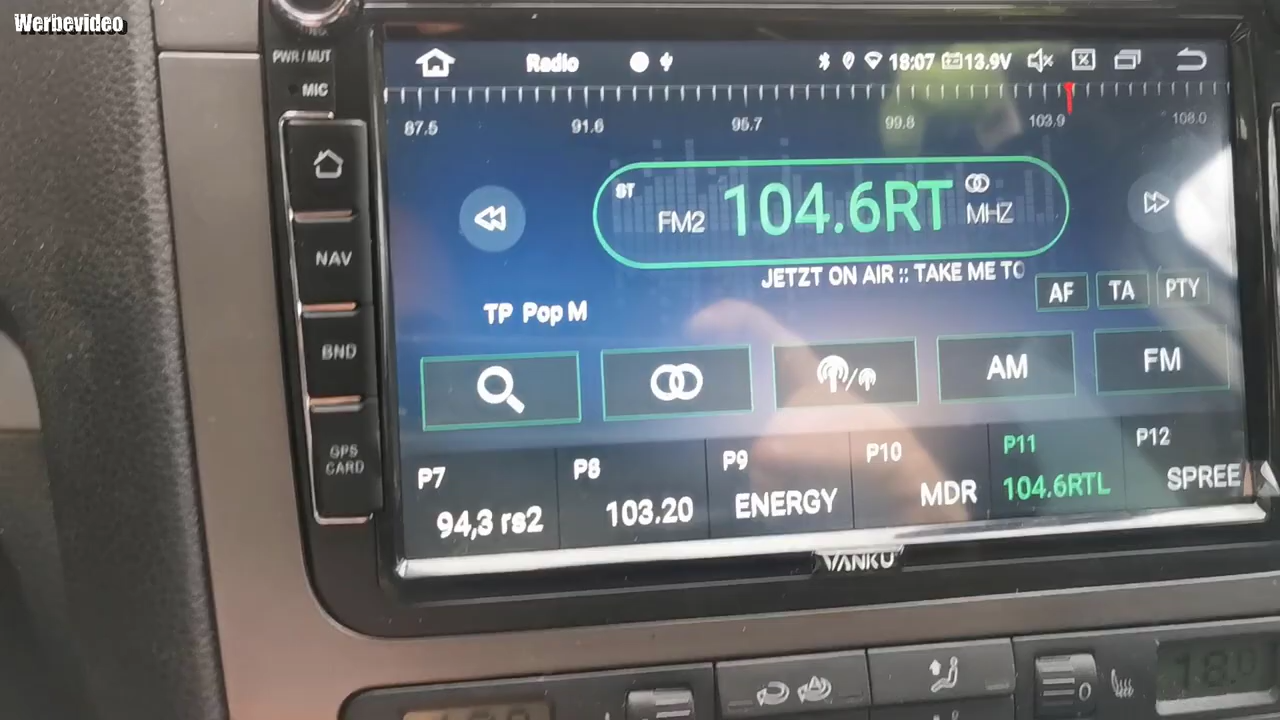 Werbevideo
PWR / MUT
MIC
NAV
BND
GPS
CARD
Radio
18:07
13.9V
87.5 91.6 95.7 99.8 103.9 108.0
ST
FM2 104.6RT MHZ
JETZT ON AIR :: TAKE ME TO
TP Pop M
AF TA PTY
AM FM
P7 P8 P9 P10 P11 P12
94,3 rs2 103.20 ENERGY MDR 104.6RTL SPREE
VANKU
18.0